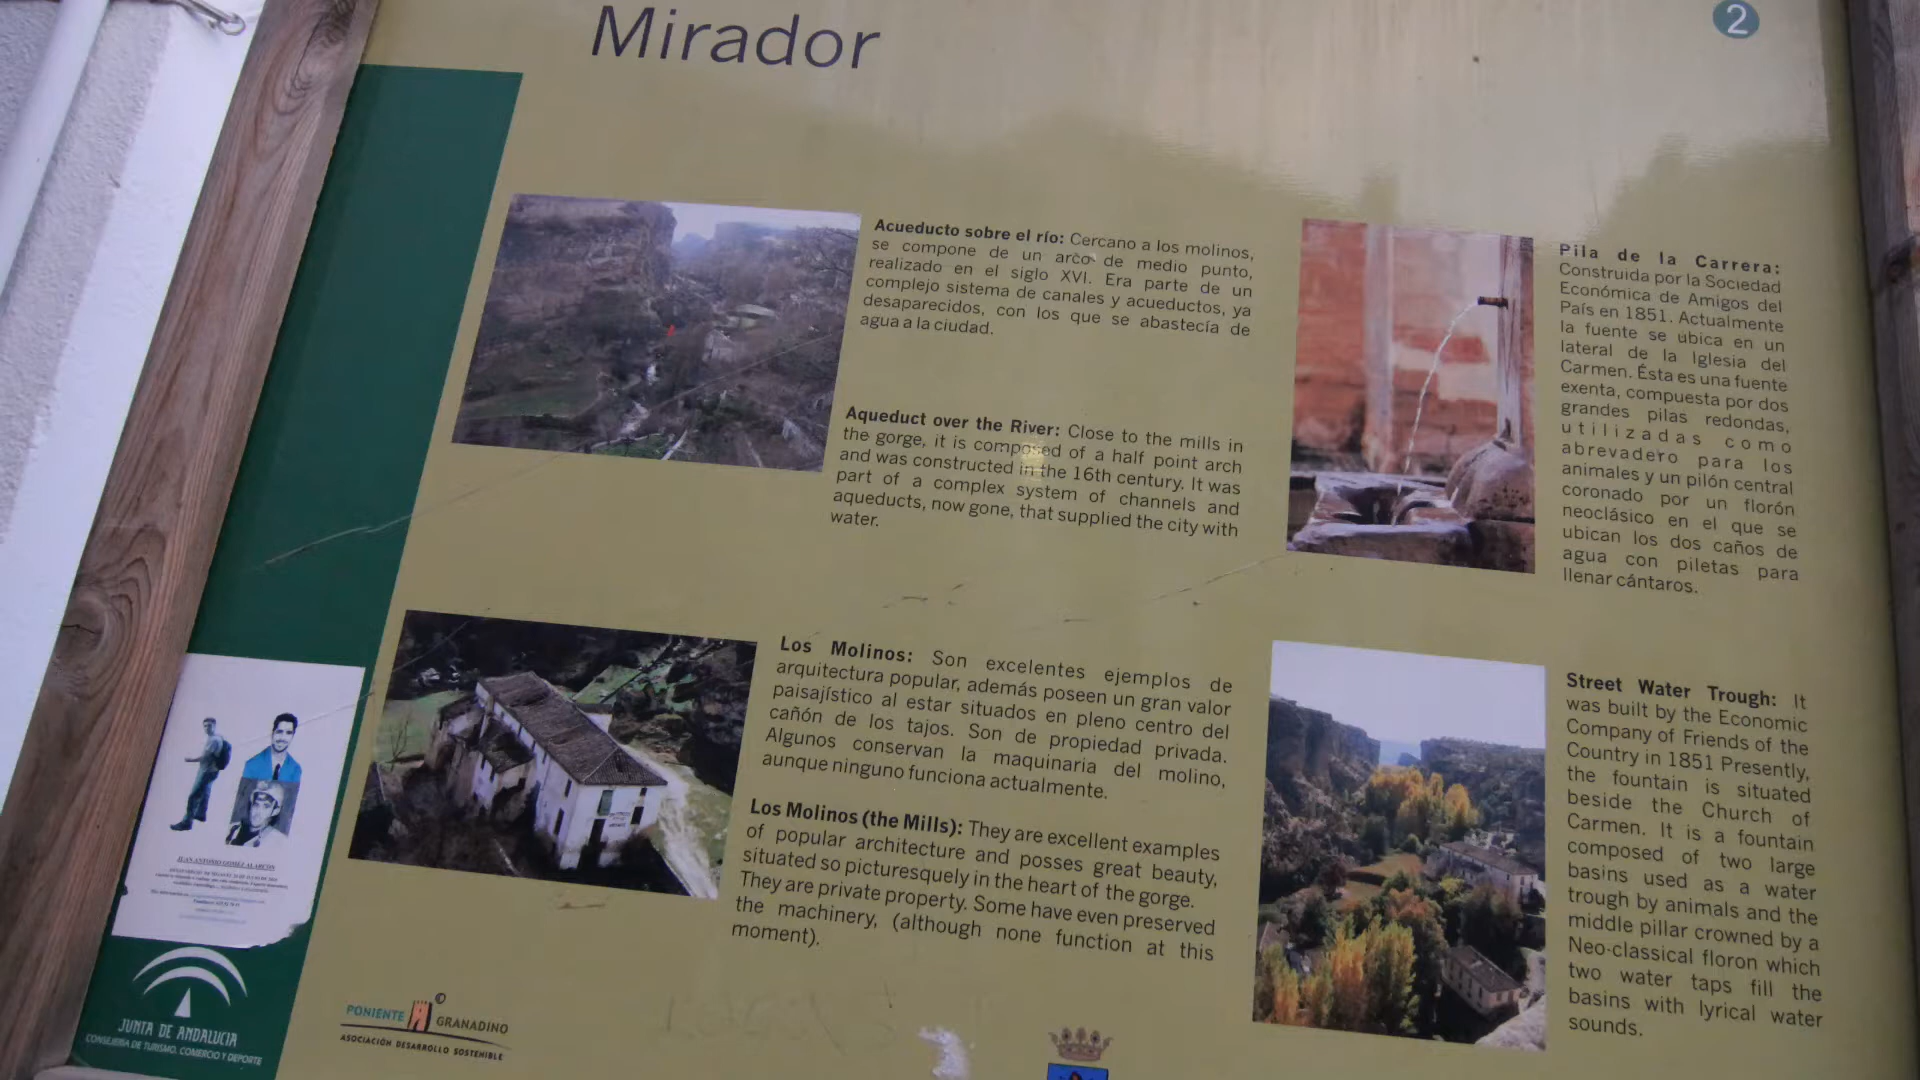 Mirador
2
Acueducto sobre el río: Cercano a los molinos,
se compone de un arco de medio punto,
realizado en el siglo XVI. Era parte de un
complejo sistema de canales y acueductos, ya
desaparecidos, con los que se abastecía de
agua a la ciudad.
Aqueduct over the River: Close to the mills in
the gorge, it is composed of a half point arch
and was constructed in the 16th century. It was
part of a complex system of channels and
aqueducts, now gone, that supplied the city with
water.
Pila de la Carrera:
Construida por la Sociedad
Económica de Amigos del
País en 1851. Actualmente
la fuente se ubica en un
lateral de la Iglesia del
Carmen. Ésta es una fuente
exenta, compuesta por dos
grandes pilas redondas,
utilizadas como
abrevadero para los
animales y un pilón central
coronado por un florón
neoclásico en el que se
ubican los dos caños de
agua con piletas para
llenar cántaros.
Los Molinos: Son excelentes ejemplos de
arquitectura popular, además poseen un gran valor
paisajístico al estar situados en pleno centro del
cañón de los tajos. Son de propiedad privada.
Algunos conservan la maquinaria del molino,
aunque ninguno funciona actualmente.
Los Molinos (the Mills): They are excellent examples
of popular architecture and posses great beauty,
situated so picturesquely in the heart of the gorge.
They are private property. Some have even preserved
the machinery, (although none function at this
moment).
Street Water Trough: It
was built by the Economic
Company of Friends of the
Country in 1851 Presently,
the fountain is situated
beside the Church of
Carmen. It is a fountain
composed of two large
basins used as a water
trough by animals and the
middle pillar crowned by a
Neo-classical floron which
two water taps fill the
basins with lyrical water
sounds.
JUAN ANTONIO GOMEZ ALARCON
JUNTA DE ANDALUCIA
CONSEJERIA DE TURISMO, COMERCIO Y DEPORTE
©
PONIENTE GRANADINO
ASOCIACIÓN DESARROLLO SOSTENIBLE